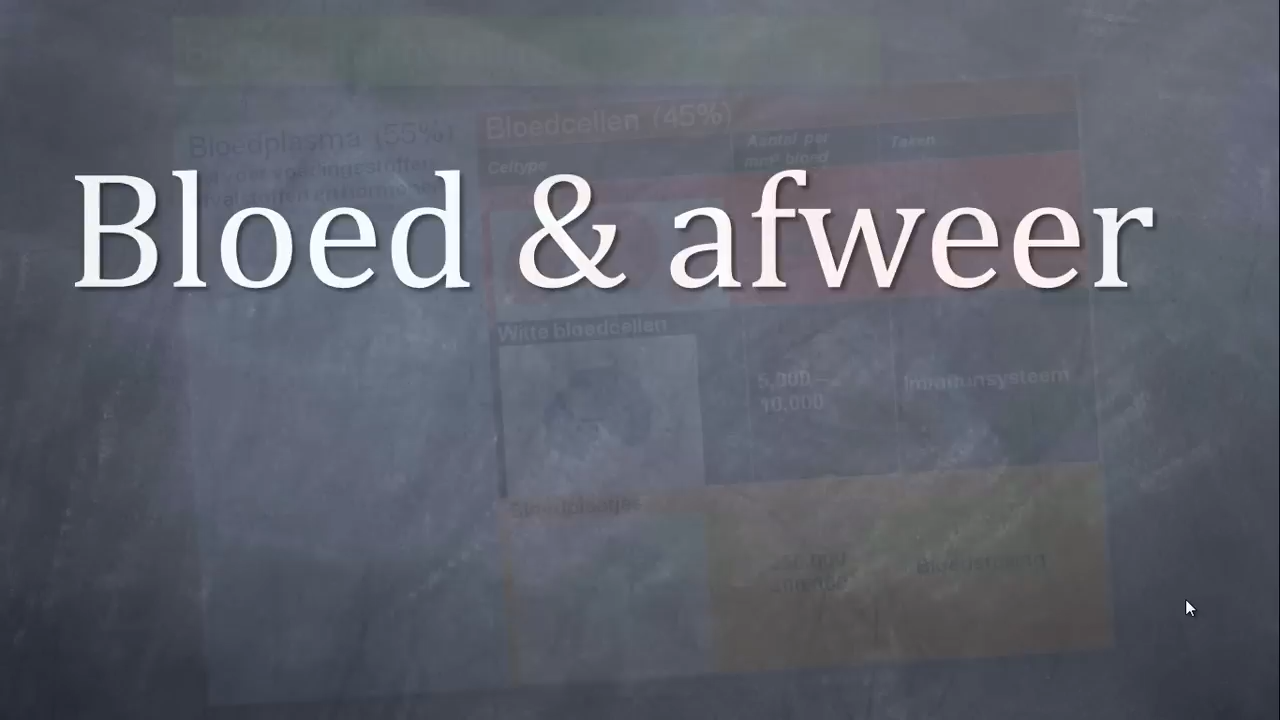 Bloed & afweer
Bloedplasma (55%)
Bloedcellen (45%)
Celtype
Aantal per
mm³ bloed
Taken
Witte bloedcellen
5.000 –
10.000
Immuunsysteem
Bloedplaatjes
Bloedstolling